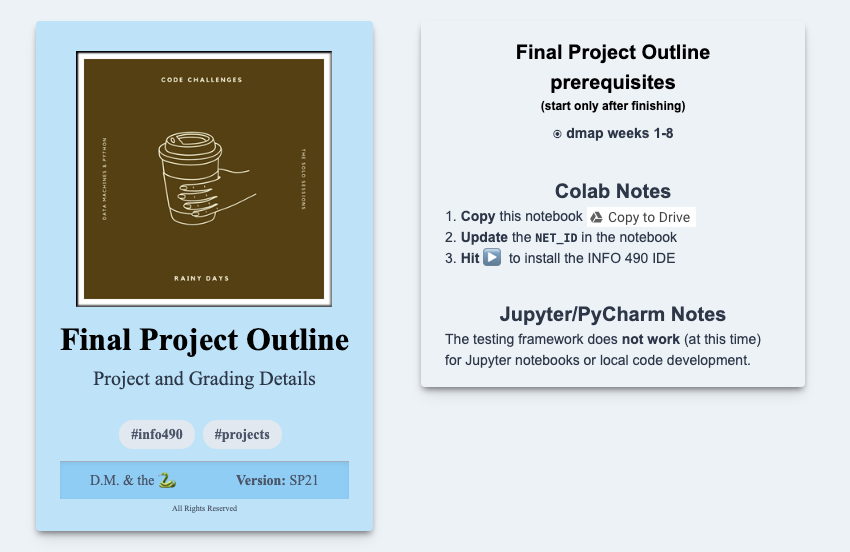 CODE CHALLENGES
DATA MACHINES & PYTHON
THE SOLO SESSIONS
RAINY DAYS
Final Project Outline
Project and Grading Details
#info490
#projects
D.M. & the 🐍
Version: SP21
All Rights Reserved
Final Project Outline
prerequisites
(start only after finishing)
⦿ dmap weeks 1-8
Colab Notes
1. Copy this notebook Copy to Drive
2. Update the NET_ID in the notebook
3. Hit ▶️ to install the INFO 490 IDE
Jupyter/PyCharm Notes
The testing framework does not work (at this time)
for Jupyter notebooks or local code development.